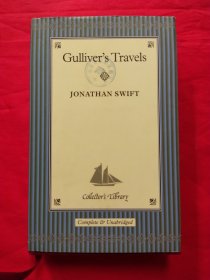 Gulliver's Travels
JONATHAN SWIFT
Collector's Library
Complete & Unabridged